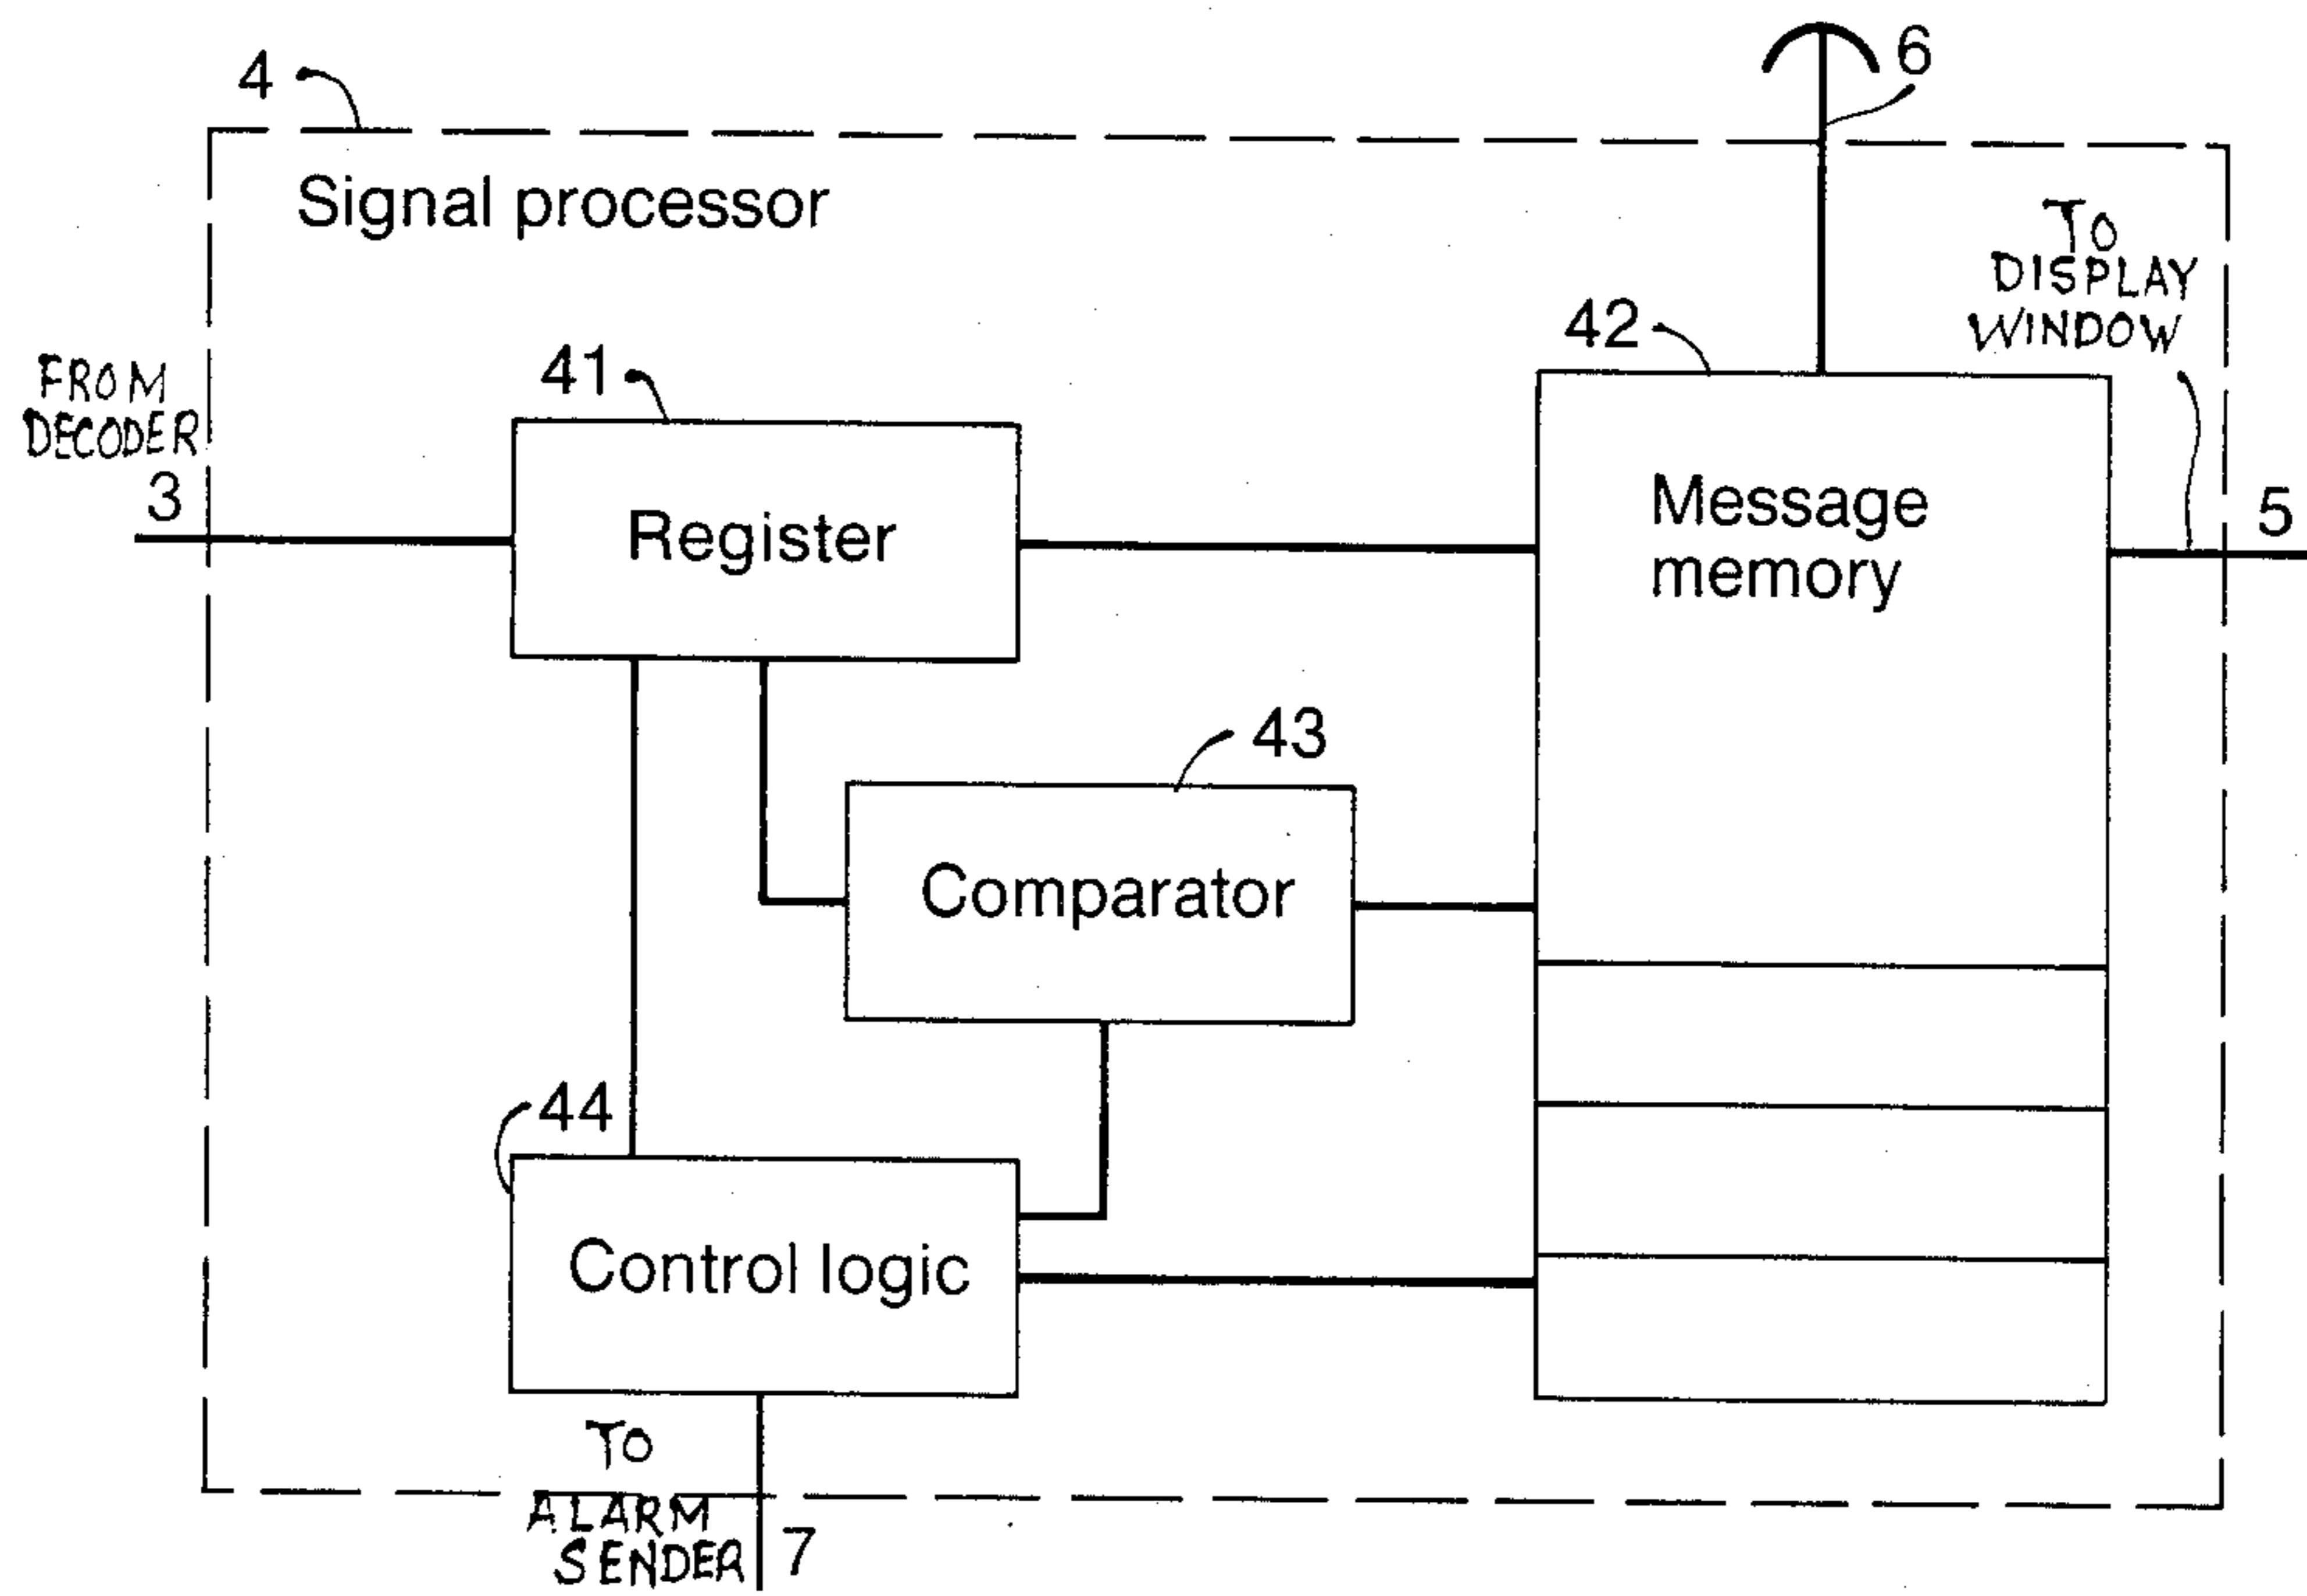 4
6
Signal processor
TO
DISPLAY
WINDOW
42
FROM
DECODER
3
41
Register
Message
memory
5
43
Comparator
44
Control logic
TO
ALARM
SENDER
7